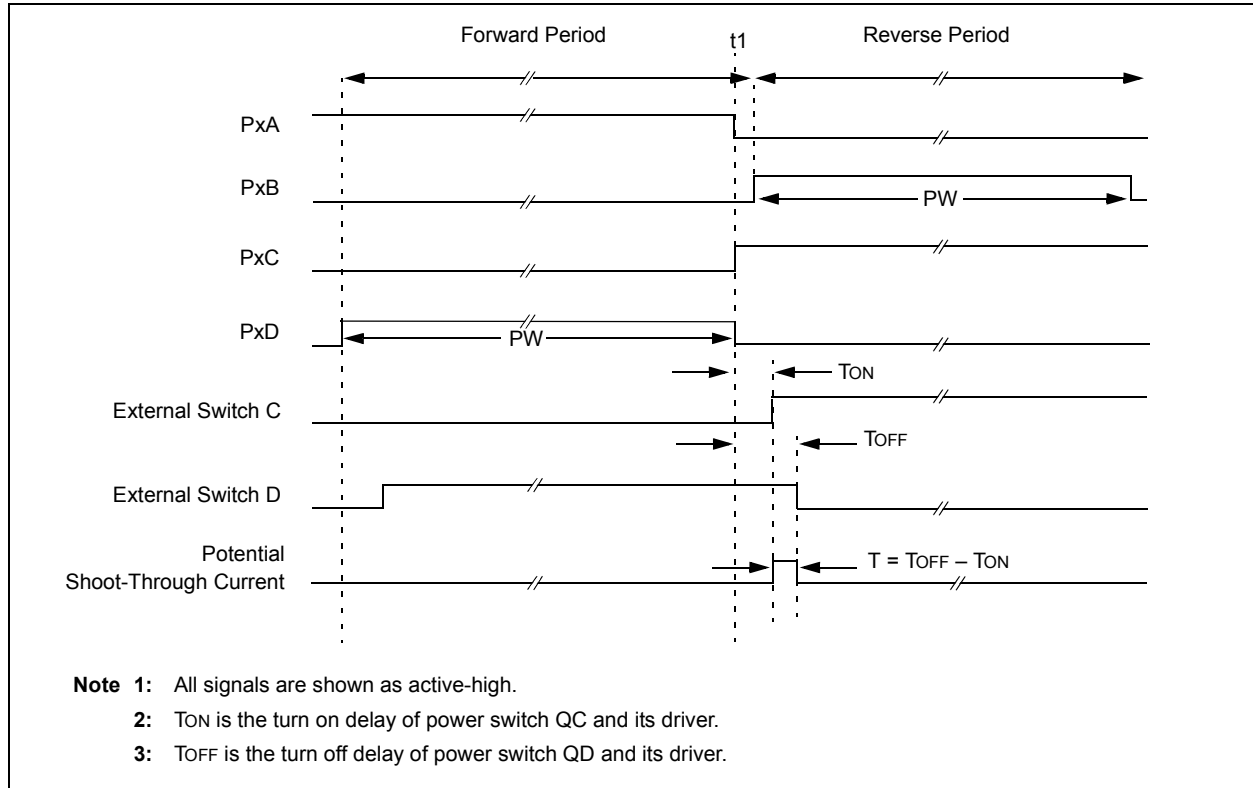 Forward Period
t1
Reverse Period
PxA
PxB
PW
PxC
PxD
PW
TON
External Switch C
TOFF
External Switch D
Potential
Shoot-Through Current
T = TOFF – TON
Note 1: All signals are shown as active-high.
2: TON is the turn on delay of power switch QC and its driver.
3: TOFF is the turn off delay of power switch QD and its driver.